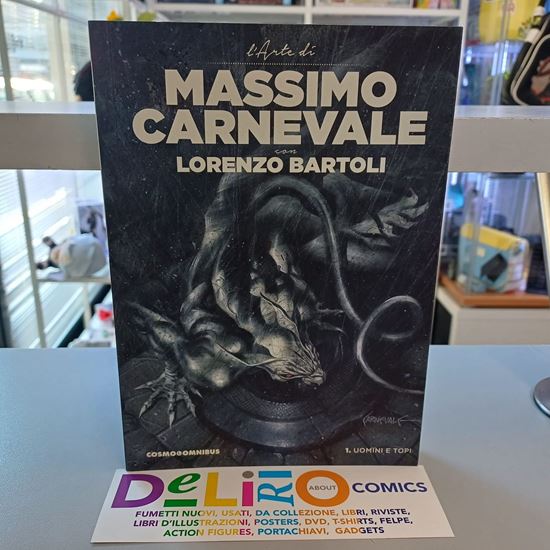 l'Arte di
MASSIMO
CARNEVALE
con
LORENZO BARTOLI
CARNEVALE
COSMO OMNIBUS
1. UOMINI E TOPI
DeLiRiO ABOUT COMICS
FUMETTI NUOVI, USATI, DA COLLEZIONE, LIBRI, RIVISTE,
LIBRI D'ILLUSTRAZIONI, POSTERS, DVD, T-SHIRTS, FELPE,
ACTION FIGURES, PORTACHIAVI, GADGETS